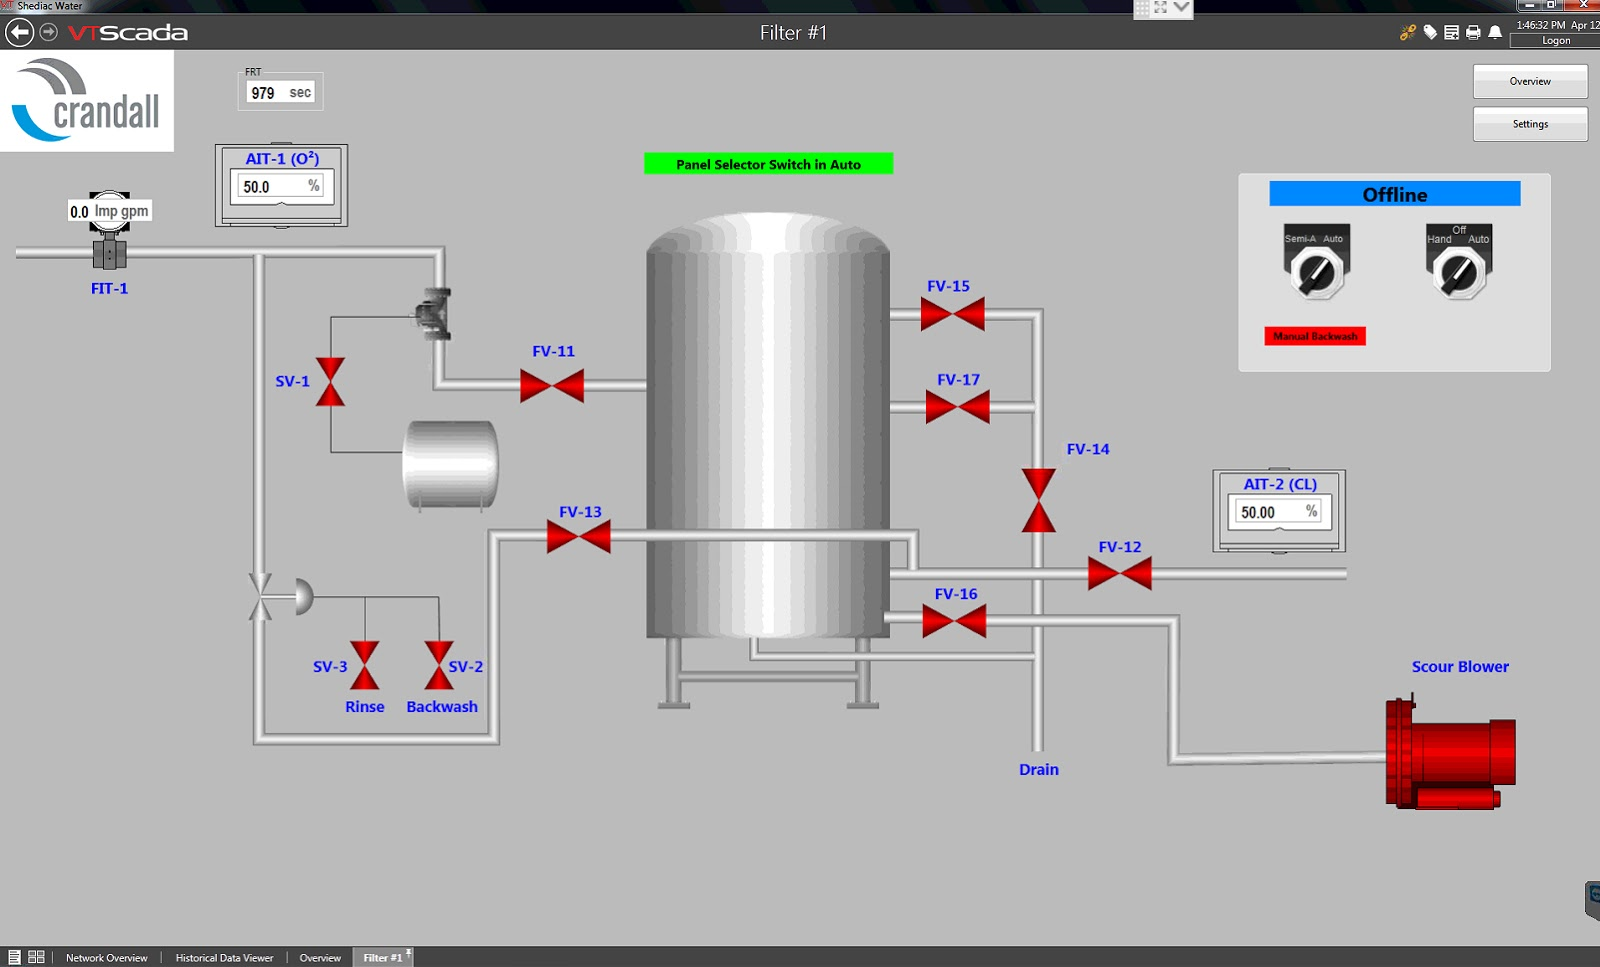 Shediac Water
VTScada
Filter #1
1:46:32 PM Apr 12
Logon
crandall
FRT
979 sec
Overview
Settings
AIT-1 (O²)
50.0 %
Panel Selector Switch in Auto
Offline
0.0 Imp gpm
FIT-1
Semi-A Auto
Off
Hand Auto
Manual Backwash
FV-15
FV-11
FV-17
SV-1
FV-14
AIT-2 (CL)
50.00 %
FV-13
FV-12
FV-16
SV-3
SV-2
Rinse
Backwash
Scour Blower
Drain
Network Overview
Historical Data Viewer
Overview
Filter #1